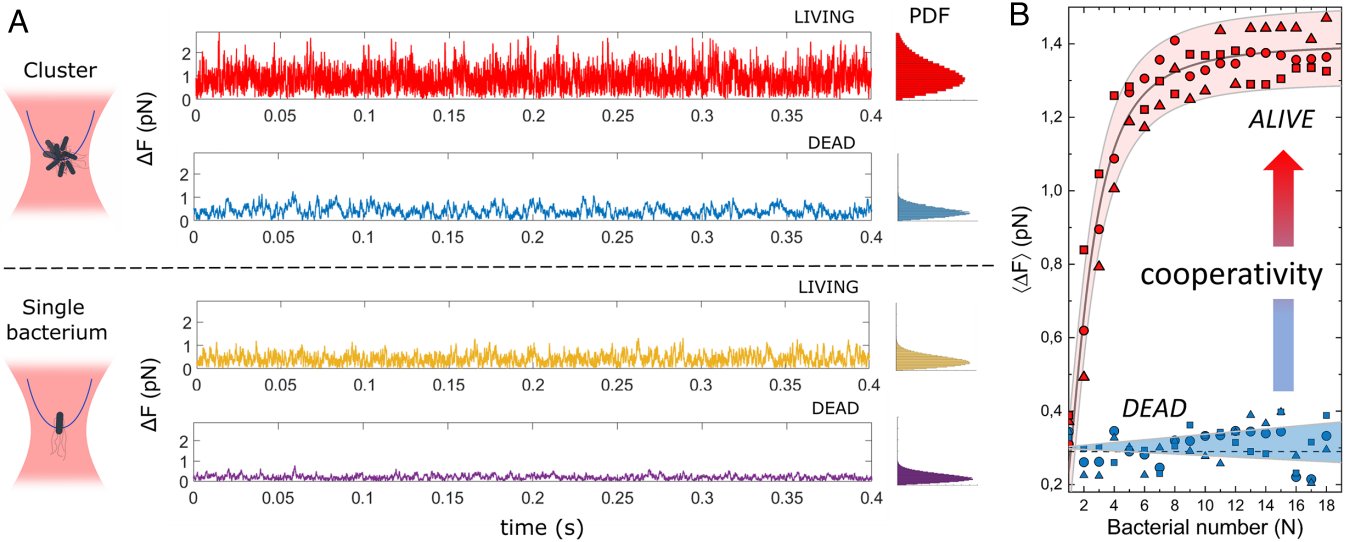 A
Cluster
LIVING
PDF
ΔF (pN)
2
1
0
0 0.05 0.1 0.15 0.2 0.25 0.3 0.35 0.4
DEAD
2
1
0
0 0.05 0.1 0.15 0.2 0.25 0.3 0.35 0.4
Single
bacterium
LIVING
ΔF (pN)
2
1
0
0 0.05 0.1 0.15 0.2 0.25 0.3 0.35 0.4
DEAD
2
1
0
0 0.05 0.1 0.15 0.2 0.25 0.3 0.35 0.4
time (s)
B
⟨ΔF⟩ (pN)
1,4
1,2
1,0
0,8
0,6
0,4
0,2
ALIVE
cooperativity
DEAD
2 4 6 8 10 12 14 16 18
Bacterial number (N)